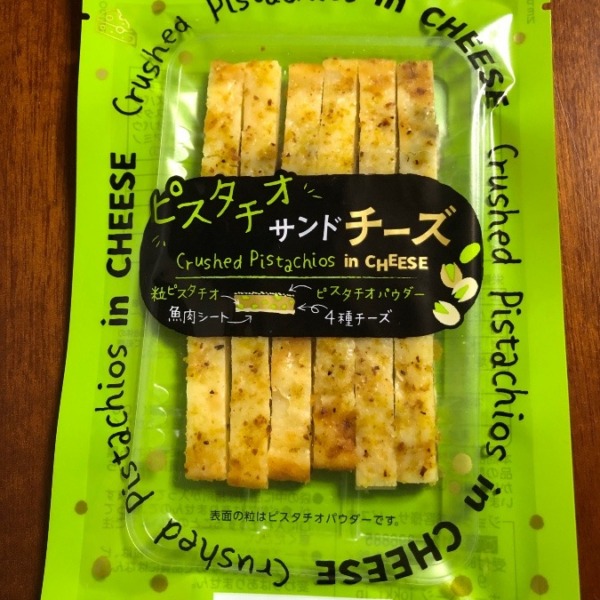 Crushed Pistachios in CHEESE
Crushed Pistachios in CHEESE
Crushed Pistachios in CHEESE
ピスタチオ
サンドチーズ
Crushed Pistachios in CHEESE
粒ピスタチオ
ピスタチオパウダー
魚肉シート
4種チーズ
表面の粒はピスタチオパウダーです。